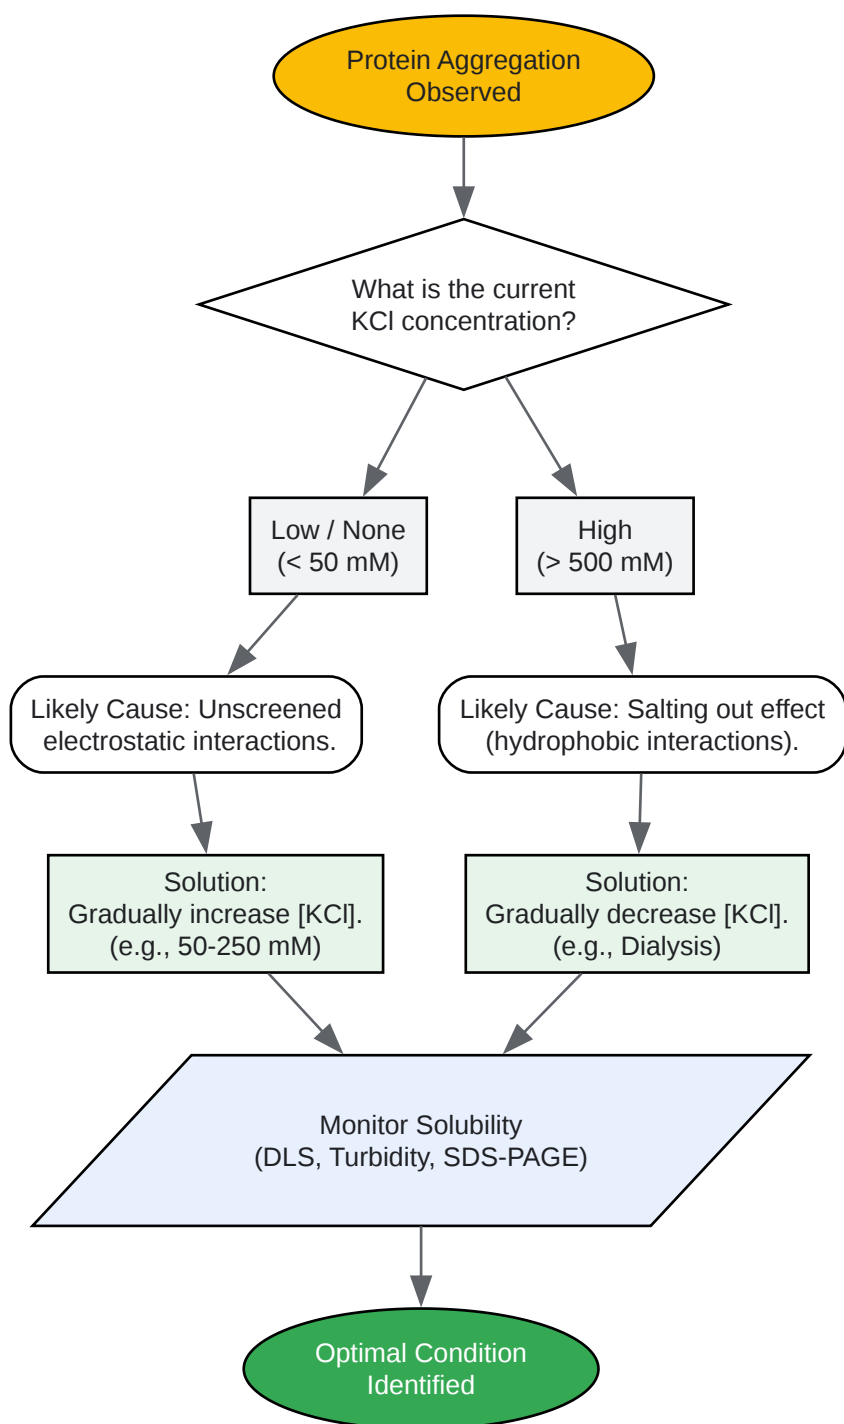 Protein Aggregation
Observed
What is the current
KCl concentration?
Low / None
(< 50 mM)
High
(> 500 mM)
Likely Cause: Unscreened
electrostatic interactions.
Likely Cause: Salting out effect
(hydrophobic interactions).
Solution:
Gradually increase [KCl].
(e.g., 50-250 mM)
Solution:
Gradually decrease [KCl].
(e.g., Dialysis)
Monitor Solubility
(DLS, Turbidity, SDS-PAGE)
Optimal Condition
Identified